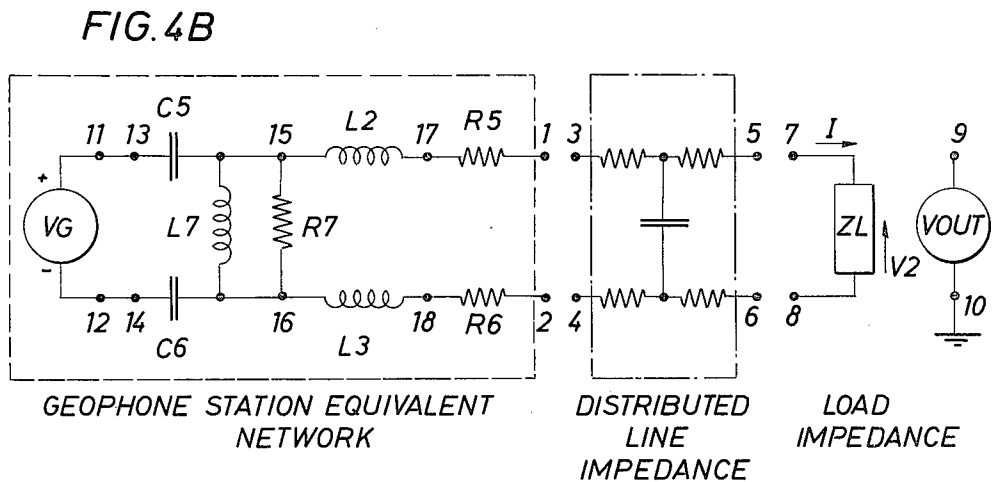 FIG. 4B
C5
11 13 15 L2 17 R5 1 3 5 7 I 9
+
VG L7 R7 ZL V2 VOUT
-
12 14 C6 16 L3 18 R6 2 4 6 8 10
GEOPHONE STATION EQUIVALENT
NETWORK
DISTRIBUTED
LINE
IMPEDANCE
LOAD
IMPEDANCE